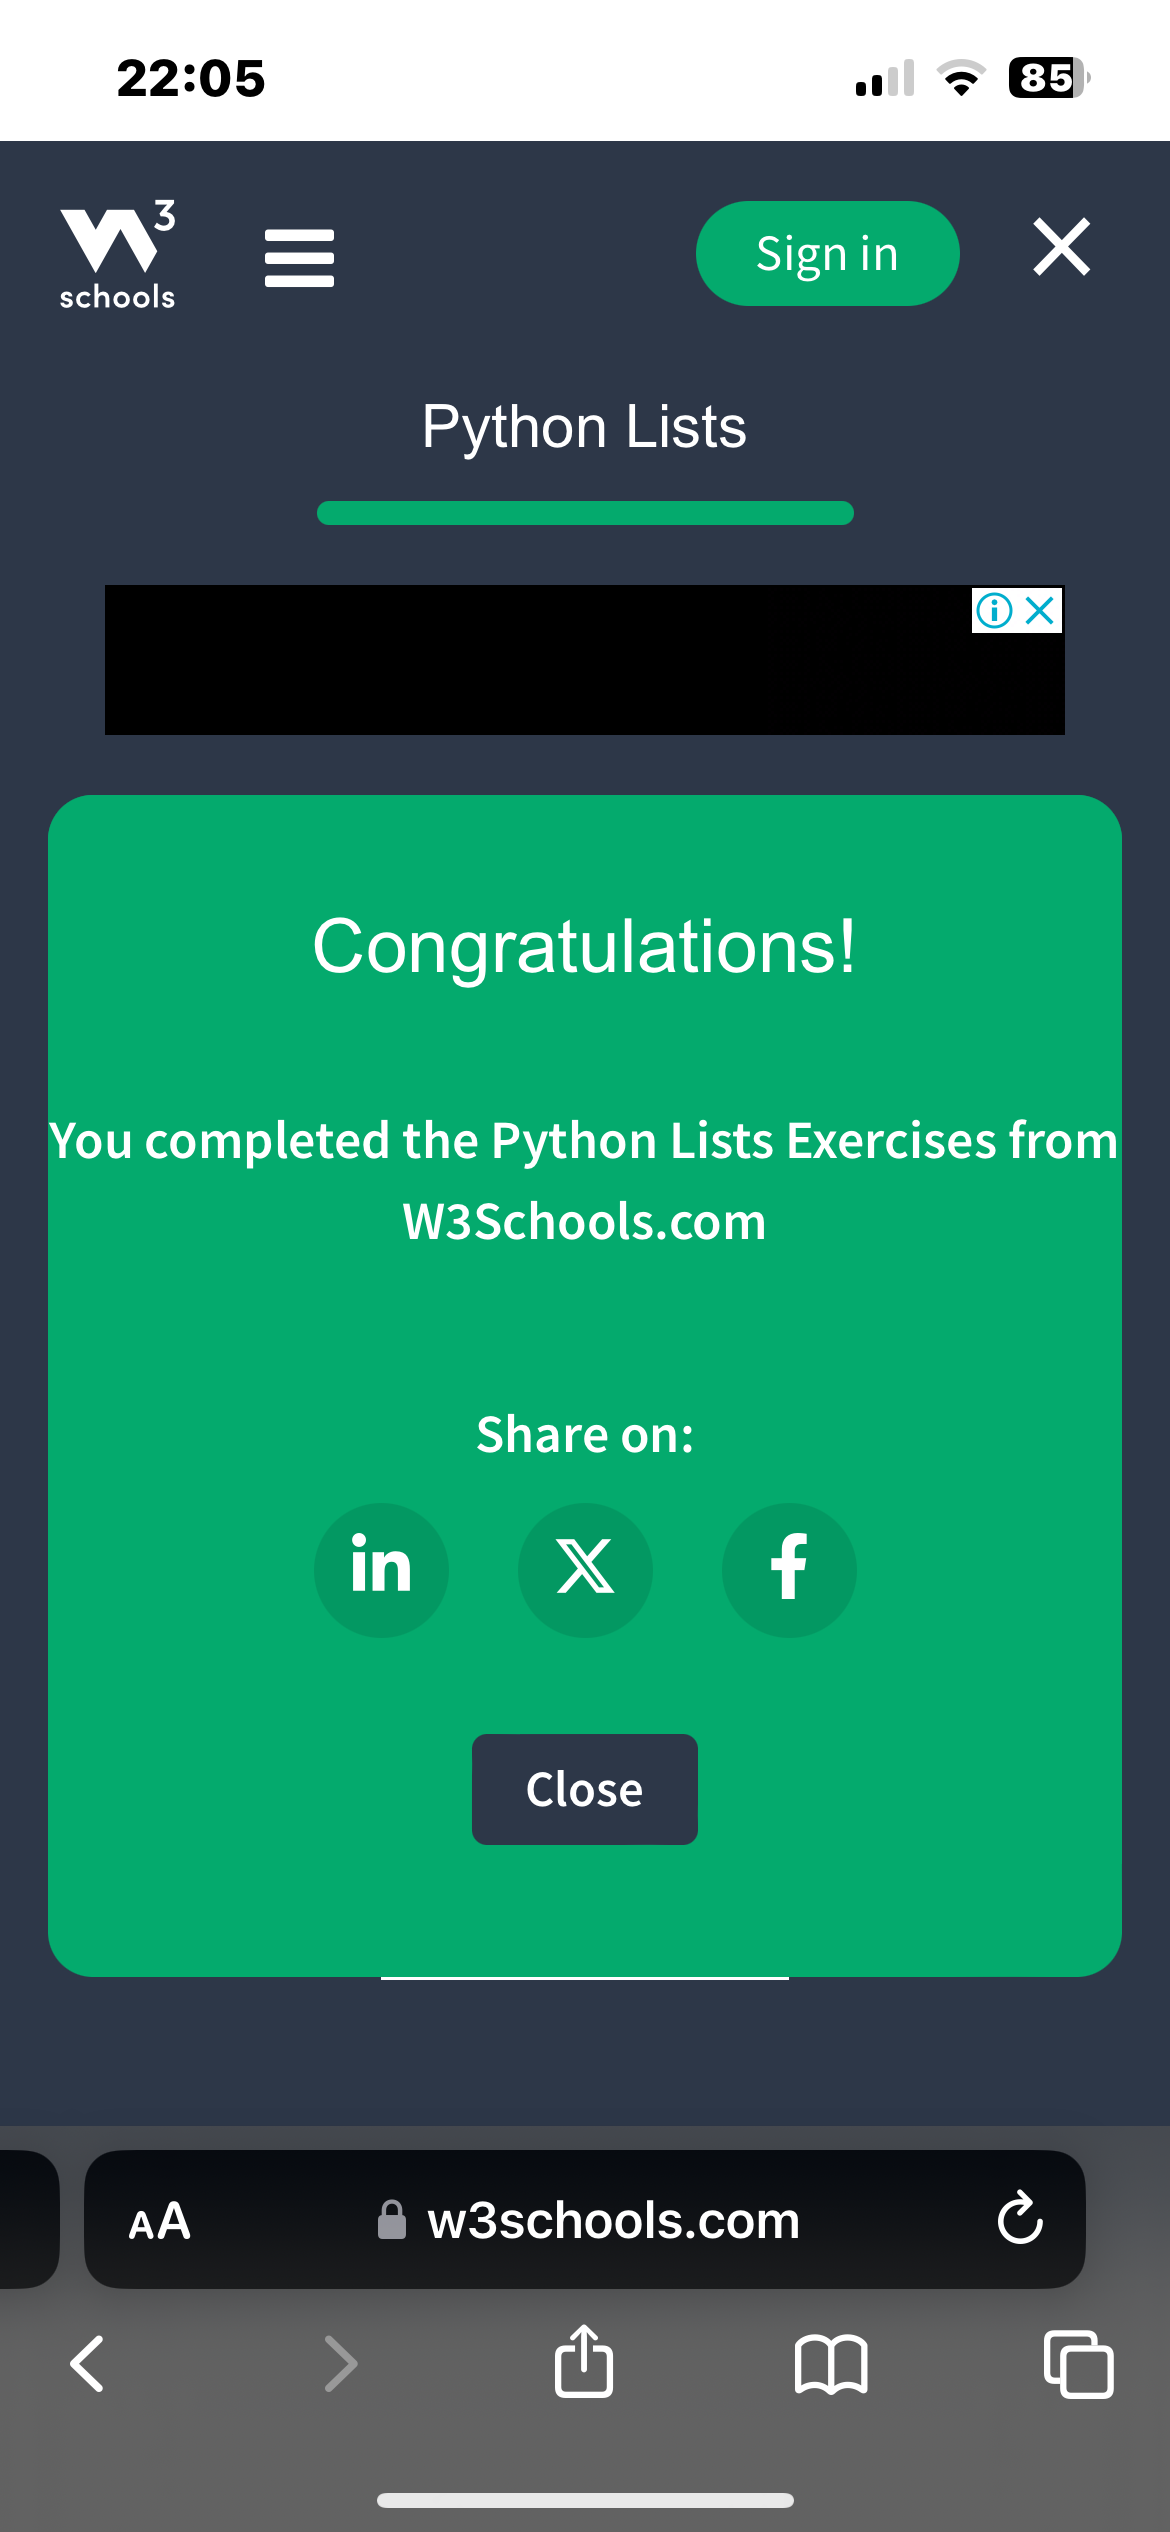 22:05
85
W3
schools
Sign in
Python Lists
Congratulations!
You completed the Python Lists Exercises from
W3Schools.com
Share on:
in
X
f
Close
AA
w3schools.com